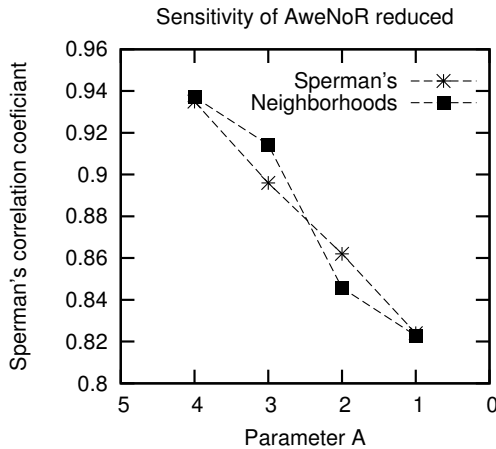 Sensitivity of AweNoR reduced
Sperman's correlation coeficiant
0.96
0.94
0.92
0.9
0.88
0.86
0.84
0.82
0.8
Sperman's
Neighborhoods
5 4 3 2 1 0
Parameter A